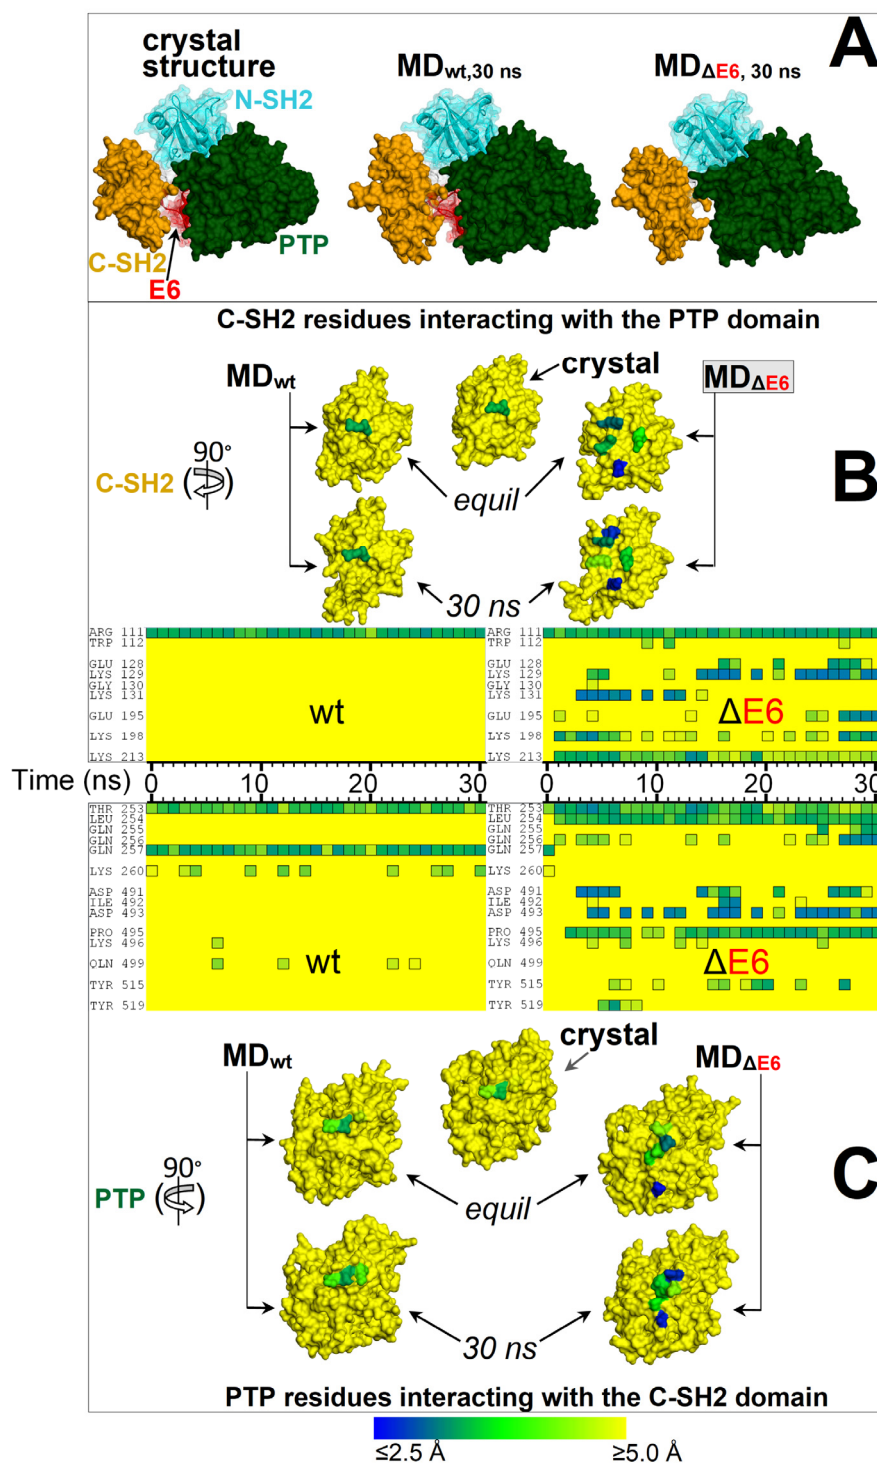 A
crystal
structure
MDwt,30 ns
MDΔE6, 30 ns
N-SH2
C-SH2
PTP
E6
C-SH2 residues interacting with the PTP domain
MDwt
crystal
MDΔE6
90°
C-SH2 ( )
equil
B
30 ns
ARG 111
TRP 112
GLU 128
LYS 129
GLY 130
LYS 131
GLU 195
LYS 198
LYS 213
wt
ARG 111
TRP 112
GLU 128
LYS 129
GLY 130
LYS 131
GLU 195
LYS 198
LYS 213
ΔE6
Time (ns)
0 10 20 30
0 10 20 30
THR 253
LEU 254
GLN 255
GLN 256
GLN 257
LYS 260
ASP 491
ILE 492
ASP 493
PRO 495
LYS 496
QLN 499
TYR 515
TYR 519
wt
THR 253
LEU 254
GLN 255
GLN 256
GLN 257
LYS 260
ASP 491
ILE 492
ASP 493
PRO 495
LYS 496
QLN 499
TYR 515
TYR 519
ΔE6
MDwt
crystal
MDΔE6
90°
PTP ( )
equil
C
30 ns
PTP residues interacting with the C-SH2 domain
≤2.5 Å
≥5.0 Å